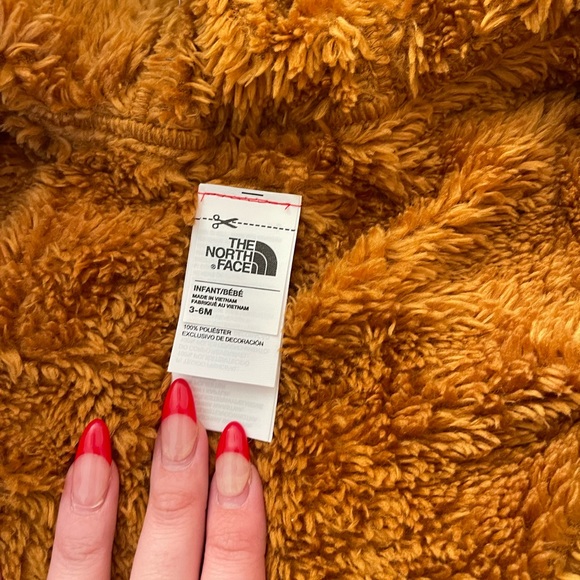 THE
NORTH
®FACE
INFANT/BÉBÉ
MADE IN VIETNAM
FABRIQUÉ AU VIETNAM
3-6M
100% POLIÉSTER
EXCLUSIVO DE DECORACIÓN